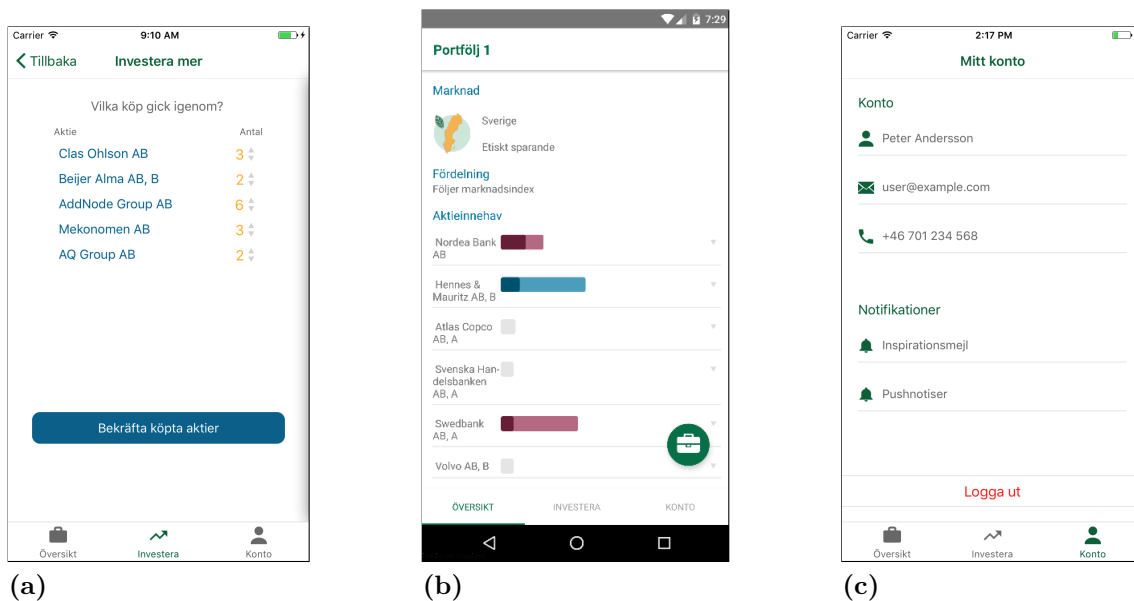 Carrier 9:10 AM
Tillbaka Investera mer
Vilka köp gick igenom?
Aktie Antal
Clas Ohlson AB 3
Beijer Alma AB, B 2
AddNode Group AB 6
Mekonomen AB 3
AQ Group AB 2
Bekräfta köpta aktier
Översikt Investera Konto
(a)
7:29
Portfölj 1
Marknad
Sverige
Etiskt sparande
Fördelning
Följer marknadsindex
Aktieinnehav
Nordea Bank
AB
Hennes &
Mauritz AB, B
Atlas Copco
AB, A
Svenska Han-
delsbanken
AB, A
Swedbank
AB, A
Volvo AB, B
ÖVERSIKT INVESTERA KONTO
(b)
Carrier 2:17 PM
Mitt konto
Konto
Peter Andersson
user@example.com
+46 701 234 568
Notifikationer
Inspirationsmejl
Pushnotiser
Logga ut
Översikt Investera Konto
(c)